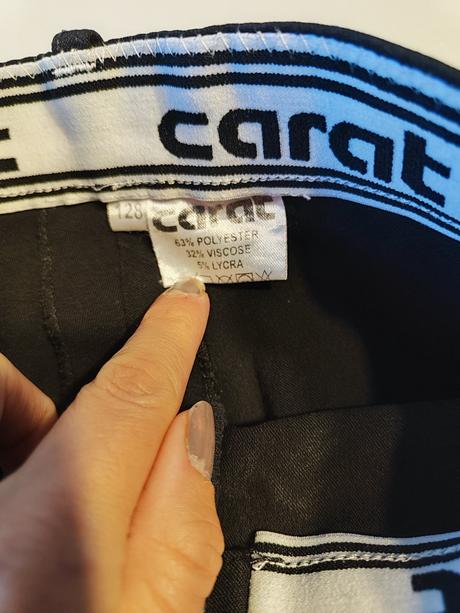 carat
128
carat
63% POLYESTER
32% VISCOSE
5% LYCRA